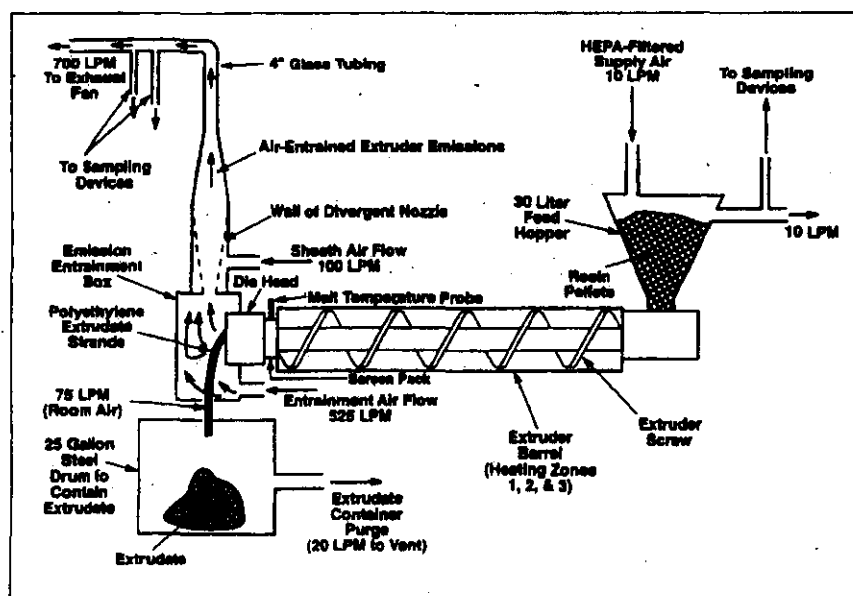 700 LPM
To Exhaust
Fan
4" Glass Tubing
To Sampling
Devices
Air-Entrained Extruder Emissions
Wall of Divergent Nozzle
Sheath Air Flow
100 LPM
Emission
Entrainment
Box
Die Head
Melt Temperature Probe
Polyethylene
Extrudate
Strands
Screen Pack
75 LPM
(Room Air)
Entrainment Air Flow
525 LPM
25 Gallon
Steel
Drum to
Contain
Extrudate
Extrudate
Extrudate
Container
Purge
(20 LPM to Vent)
HEPA-Filtered
Supply Air
10 LPM
To Sampling
Devices
30 Liter
Feed
Hopper
10 LPM
Resin
Pellets
Extruder
Barrel
(Heating Zones
1, 2, & 3)
Extruder
Screw